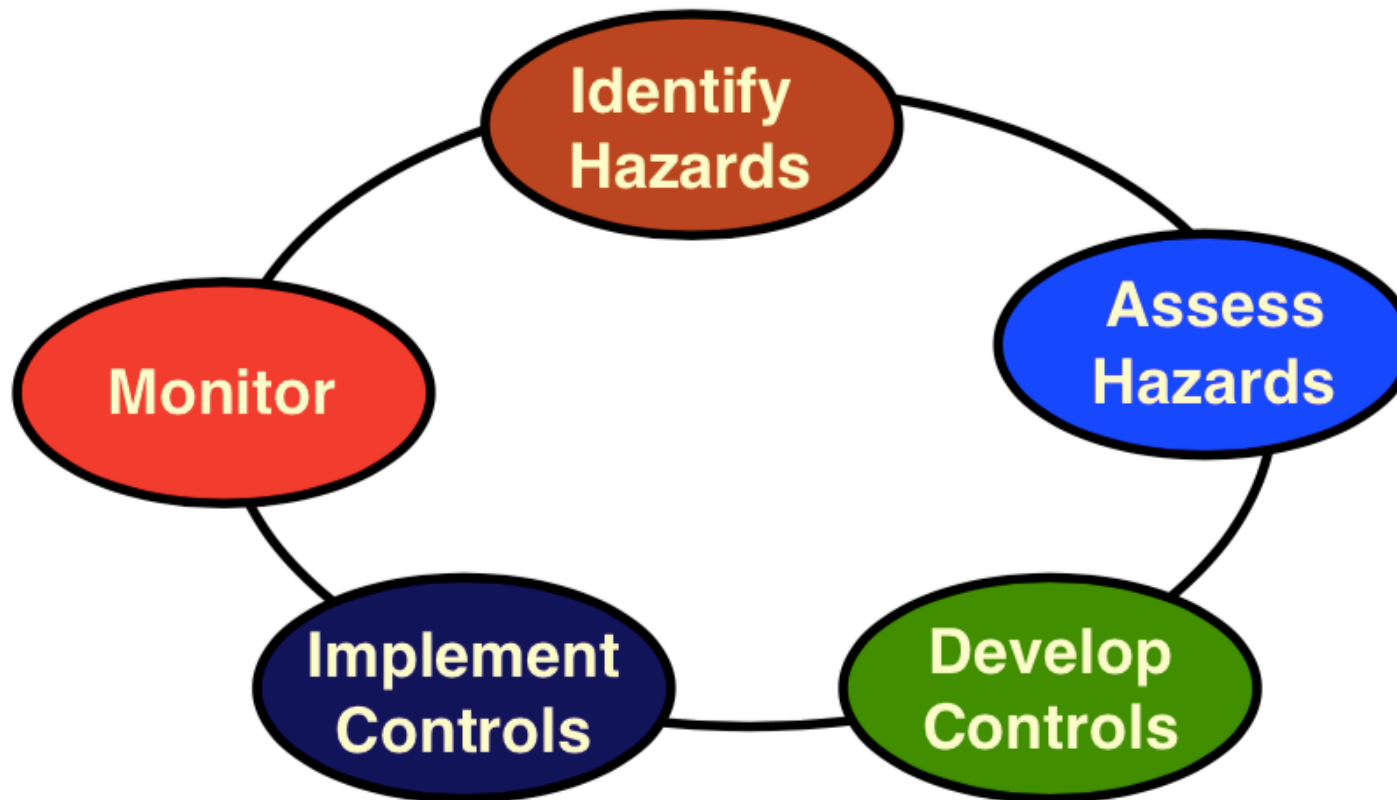 Identify
Hazards
Assess
Hazards
Develop
Controls
Implement
Controls
Monitor